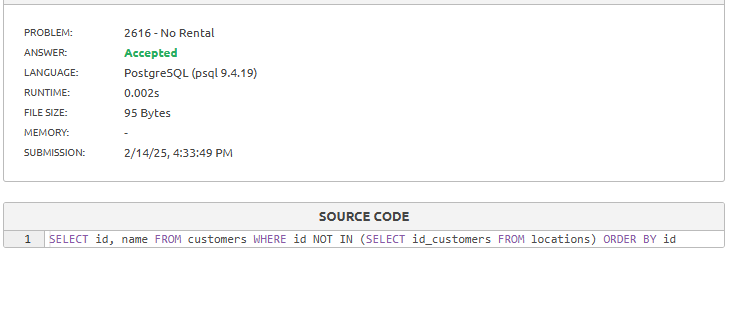 PROBLEM: 2616 - No Rental
ANSWER: Accepted
LANGUAGE: PostgreSQL (psql 9.4.19)
RUNTIME: 0.002s
FILE SIZE: 95 Bytes
MEMORY: -
SUBMISSION: 2/14/25, 4:33:49 PM
SOURCE CODE
1 SELECT id, name FROM customers WHERE id NOT IN (SELECT id_customers FROM locations) ORDER BY id